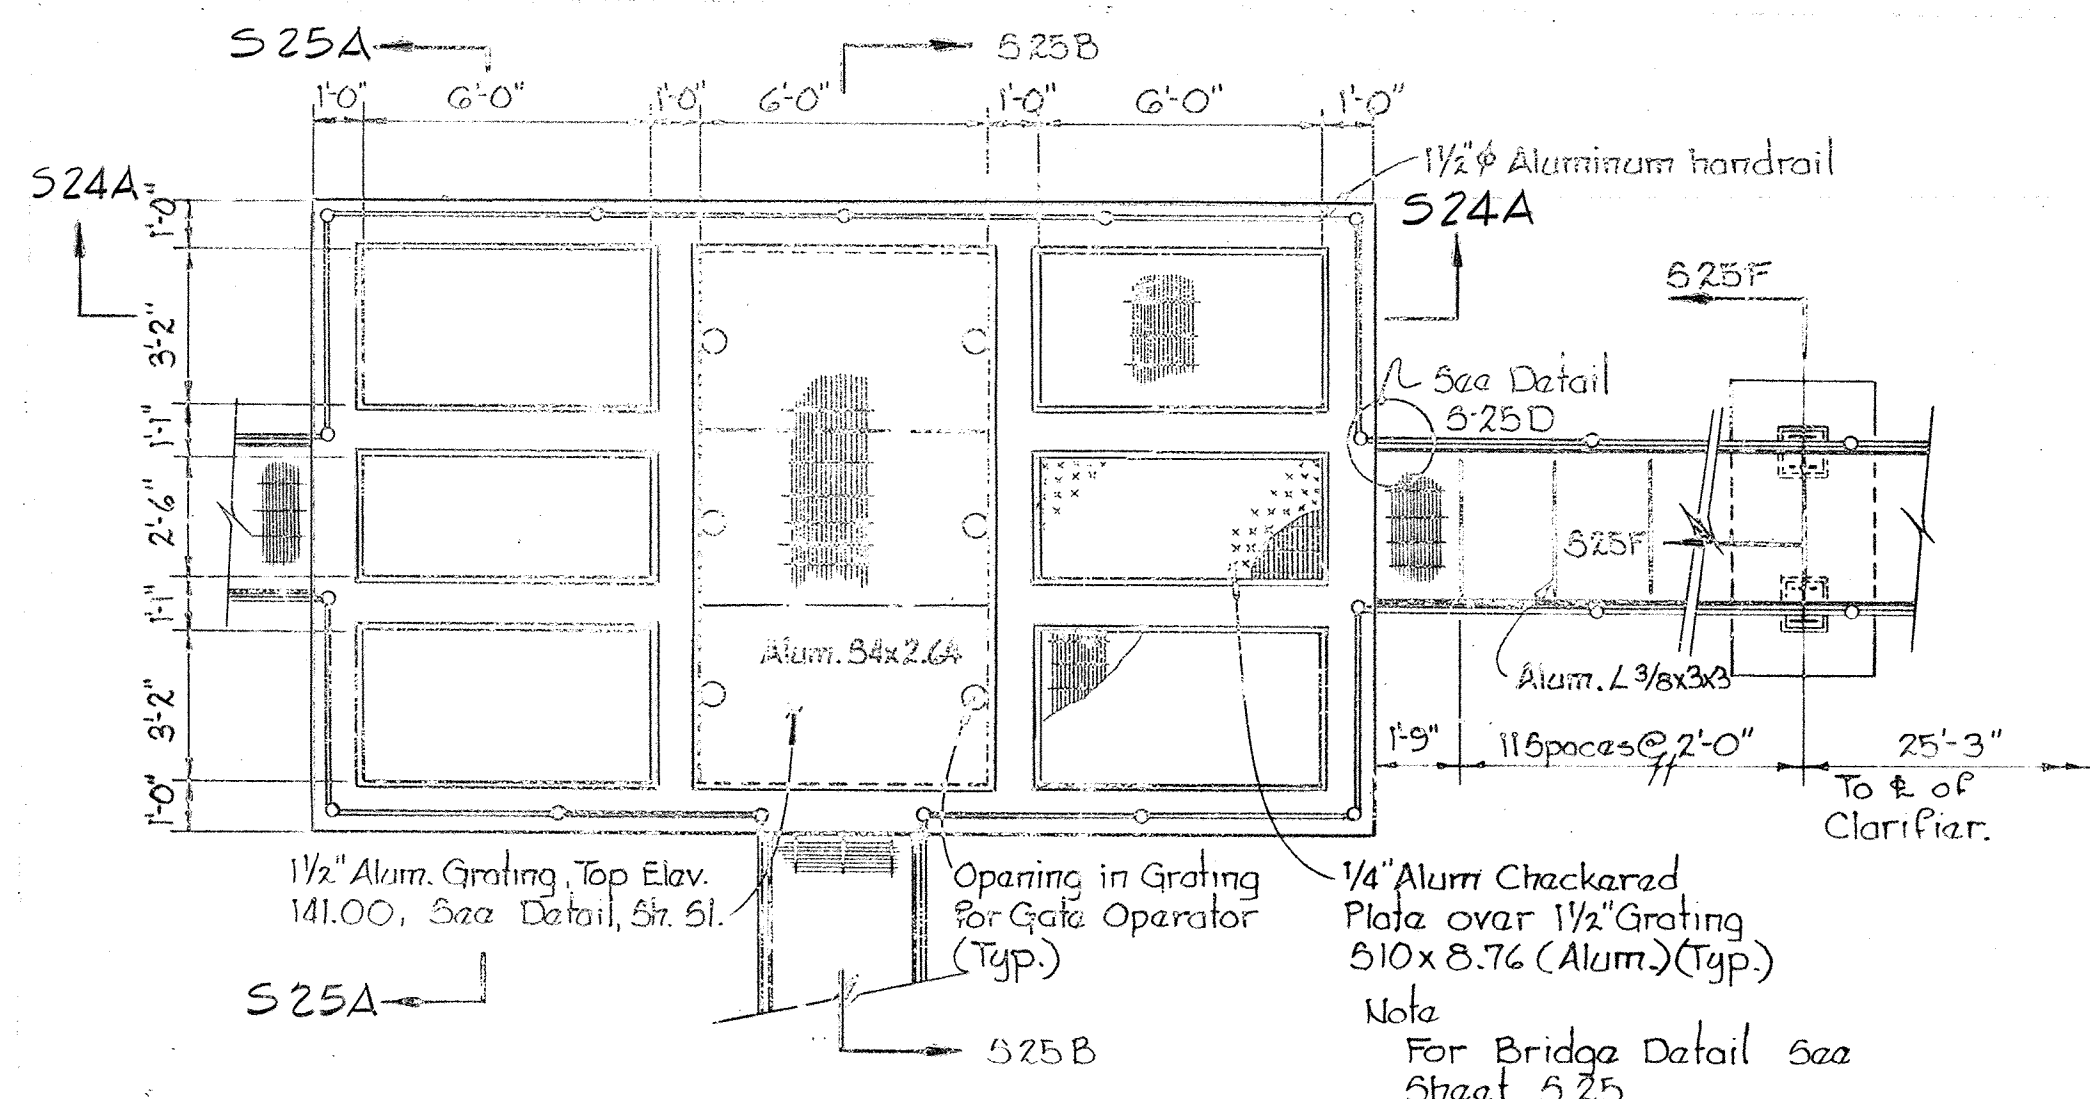 S25A
S25B
1'-0" 6'-0" 1'-0" 6'-0" 1'-0" 6'-0" 1'-0"
1½"⌀ Aluminum handrail
S24A
S24A
1'-0"
3'-2"
1'-1"
2'-6"
1'-1"
3'-2"
1'-0"
S25F
See Detail
S-25D
S25F
Alum. S4x2.64
Alum. L 3/8x3x3
1'-9" 11 Spaces @ 2'-0" 25'-3"
To ℄ of
Clarifier.
1½" Alum. Grating, Top Elev.
141.00, See Detail, Sh. S1.
Opening in Grating
for Gate Operator
(Typ.)
1/4" Alum Checkered
Plate over 1½" Grating
S10 x 8.76 (Alum.)(Typ.)
S25A
S25B
Note
For Bridge Detail See
Sheet S25